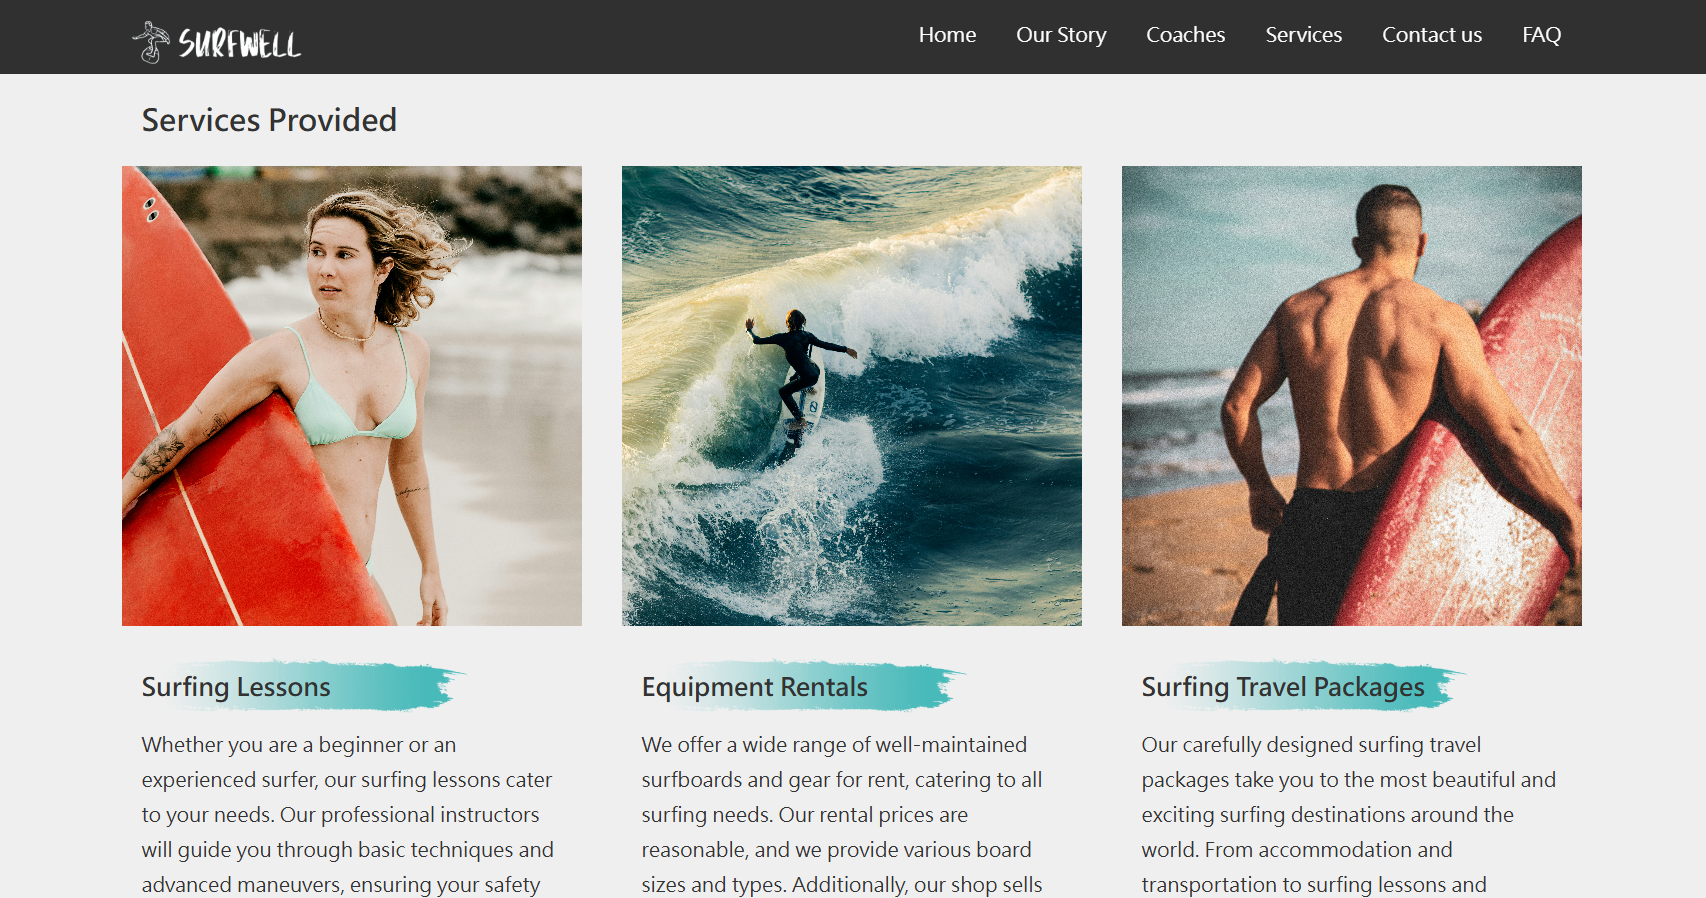 SURFWELL
Home Our Story Coaches Services Contact us FAQ
Services Provided
Surfing Lessons
Whether you are a beginner or an
experienced surfer, our surfing lessons cater
to your needs. Our professional instructors
will guide you through basic techniques and
advanced maneuvers, ensuring your safety
Equipment Rentals
We offer a wide range of well-maintained
surfboards and gear for rent, catering to all
surfing needs. Our rental prices are
reasonable, and we provide various board
sizes and types. Additionally, our shop sells
Surfing Travel Packages
Our carefully designed surfing travel
packages take you to the most beautiful and
exciting surfing destinations around the
world. From accommodation and
transportation to surfing lessons and